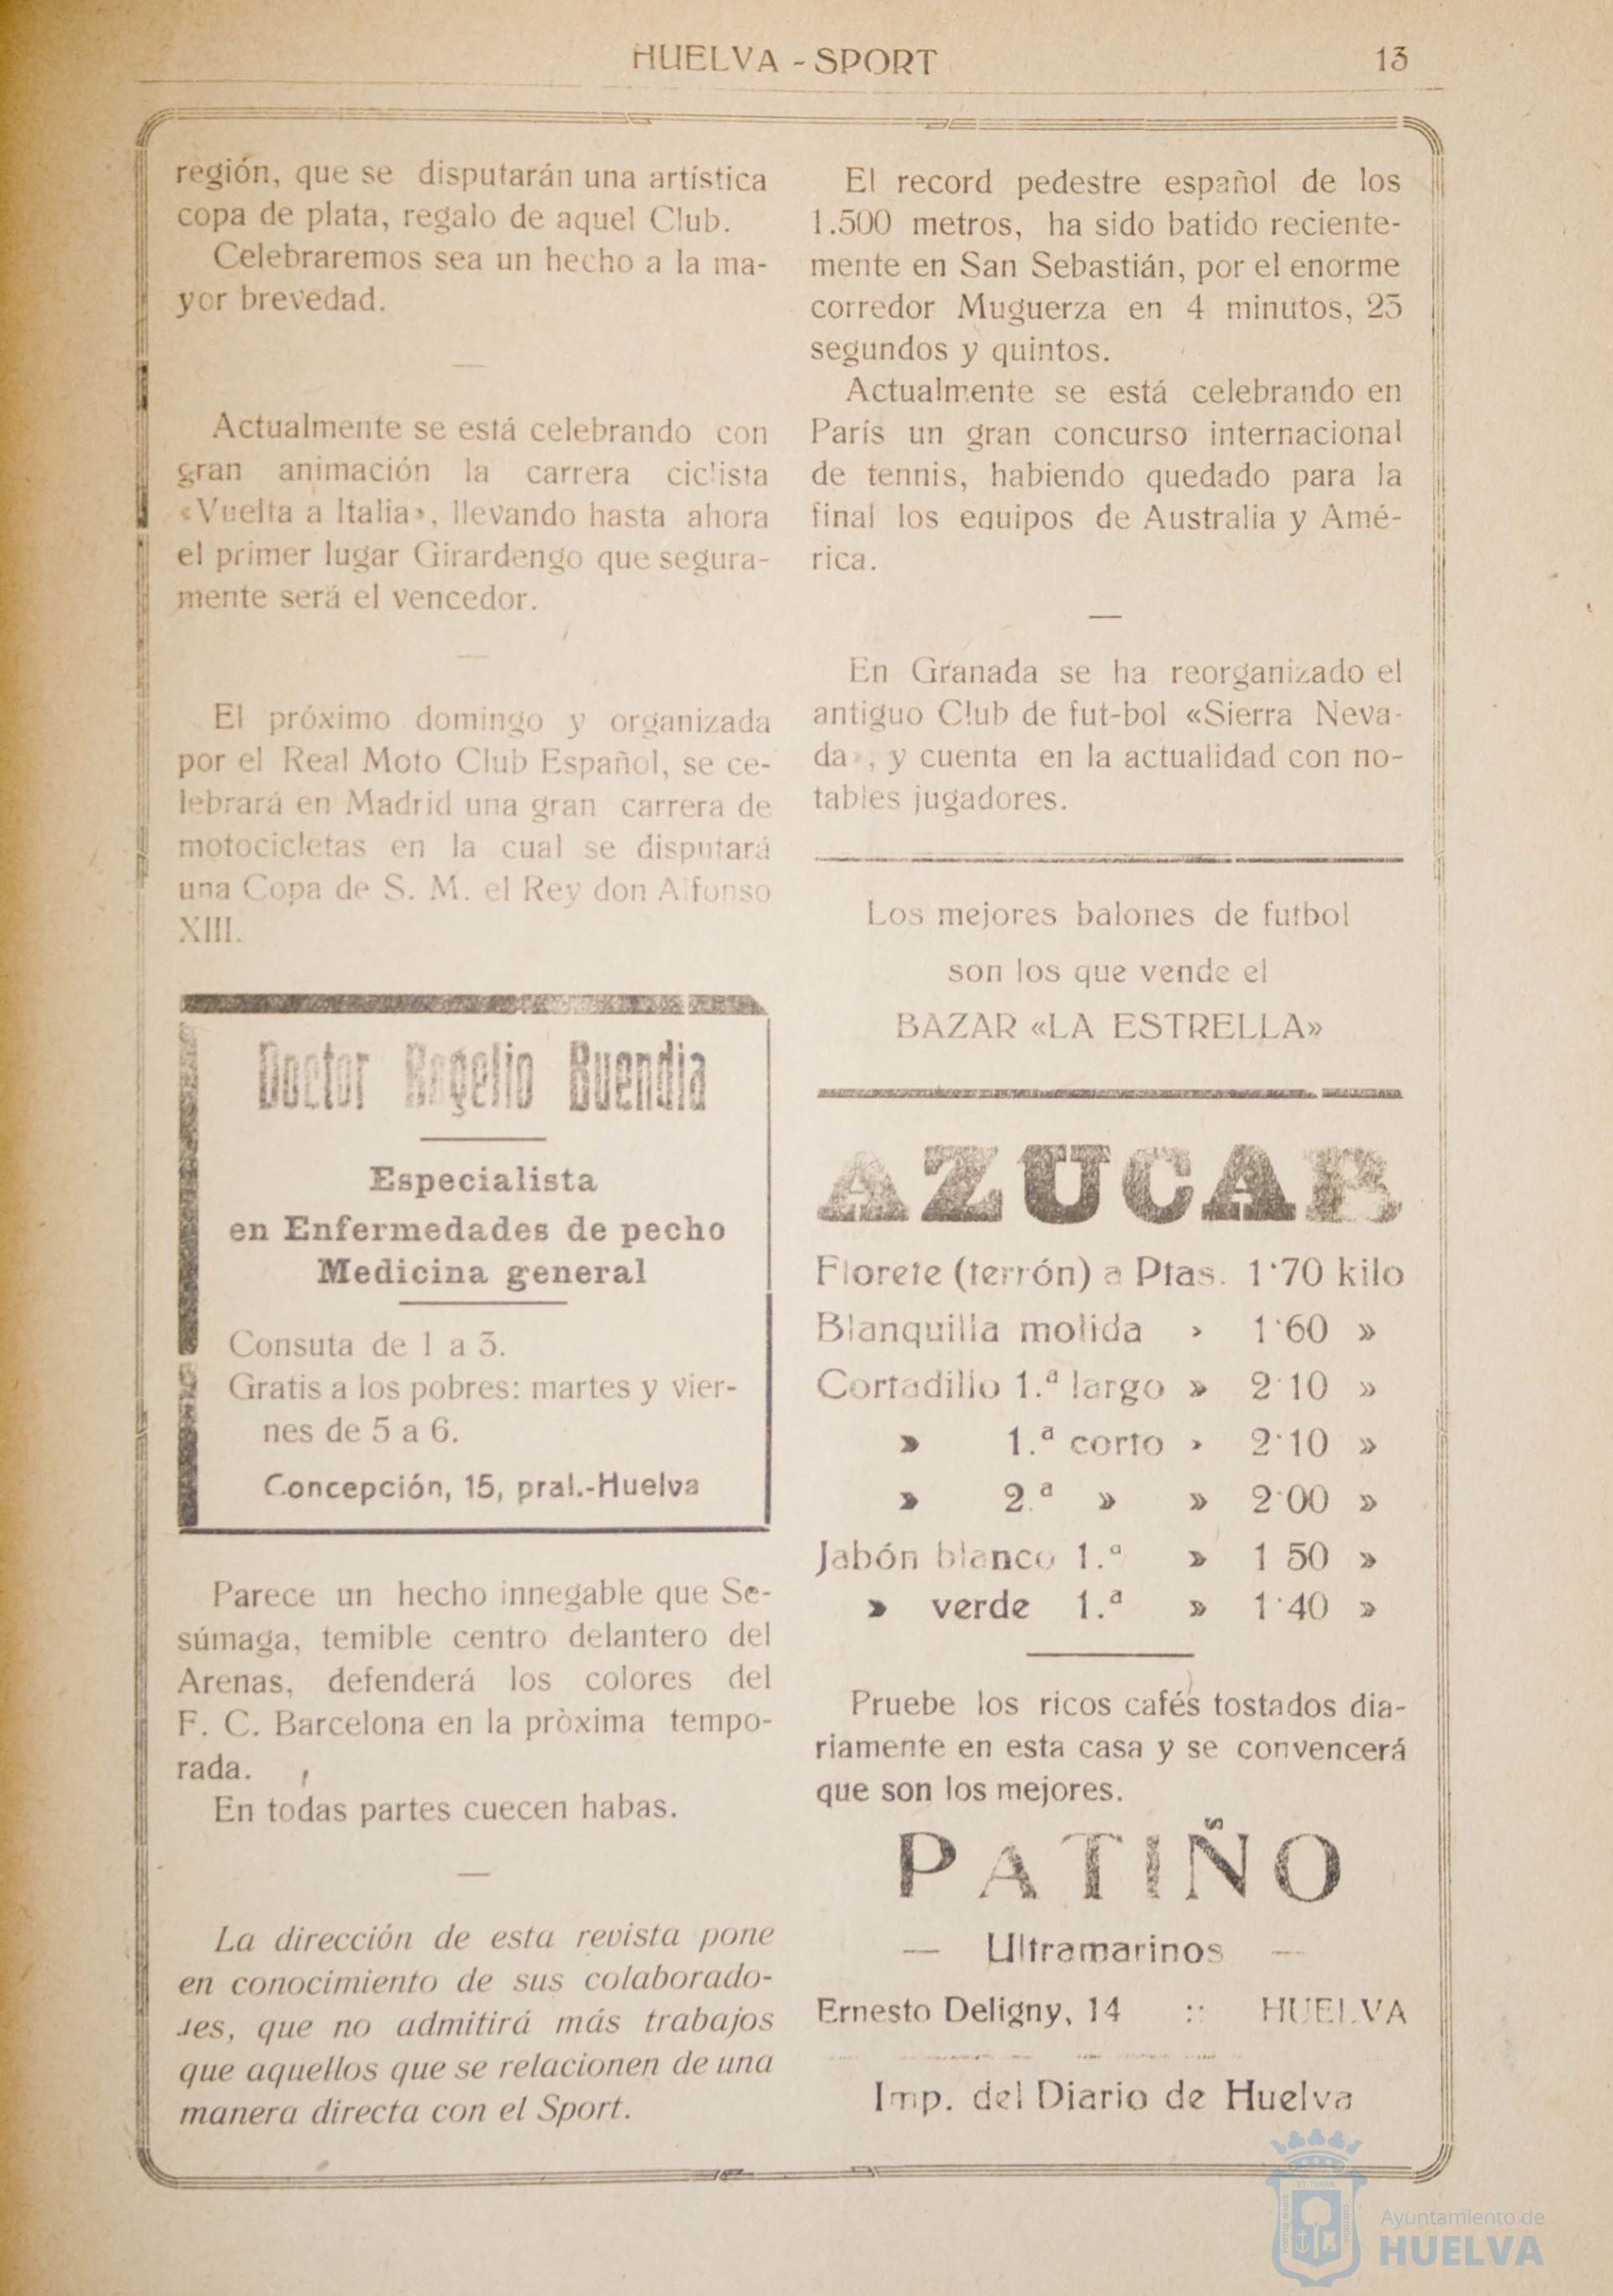 HUELVA - SPORT
13
región, que se disputarán una artística
copa de plata, regalo de aquel Club.
Celebraremos sea un hecho a la ma-
yor brevedad.
Actualmente se está celebrando con
gran animación la carrera ciclista
«Vuelta a Italia», llevando hasta ahora
el primer lugar Girardengo que segura-
mente será el vencedor.
El próximo domingo y organizada
por el Real Moto Club Español, se ce-
lebrará en Madrid una gran carrera de
motocicletas en la cual se disputará
una Copa de S. M. el Rey don Alfonso
XIII.
Doctor Rogelio Buendia
Especialista
en Enfermedades de pecho
Medicina general
Consuta de 1 a 3.
Gratis a los pobres: martes y vier-
nes de 5 a 6.
Concepción, 15, pral.-Huelva
Parece un hecho innegable que Se-
súmaga, temible centro delantero del
Arenas, defenderá los colores del
F. C. Barcelona en la pròxima tempo-
rada.
En todas partes cuecen habas.
La dirección de esta revista pone
en conocimiento de sus colaborado-
res, que no admitirá más trabajos
que aquellos que se relacionen de una
manera directa con el Sport.
El record pedestre español de los
1.500 metros, ha sido batido reciente-
mente en San Sebastián, por el enorme
corredor Muguerza en 4 minutos, 23
segundos y quintos.
Actualmente se está celebrando en
París un gran concurso internacional
de tennis, habiendo quedado para la
final los equipos de Australia y Amé-
rica.
En Granada se ha reorganizado el
antiguo Club de fut-bol «Sierra Neva-
da», y cuenta en la actualidad con no-
tables jugadores.
Los mejores balones de futbol
son los que vende el
BAZAR «LA ESTRELLA»
AZUCAR
Florete (terrón) a Ptas. 1'70 kilo
Blanquilla molida » 1'60 »
Cortadillo 1.ª largo » 2'10 »
» 1.ª corto » 2'10 »
» 2.ª » » 2'00 »
Jabón blanco 1.ª » 1 50 »
» verde 1.ª » 1'40 »
Pruebe los ricos cafés tostados dia-
riamente en esta casa y se convencerá
que son los mejores.
PATIÑO
— Ultramarinos —
Ernesto Deligny, 14 :: HUELVA
Imp. del Diario de Huelva
Ayuntamiento de
HUELVA